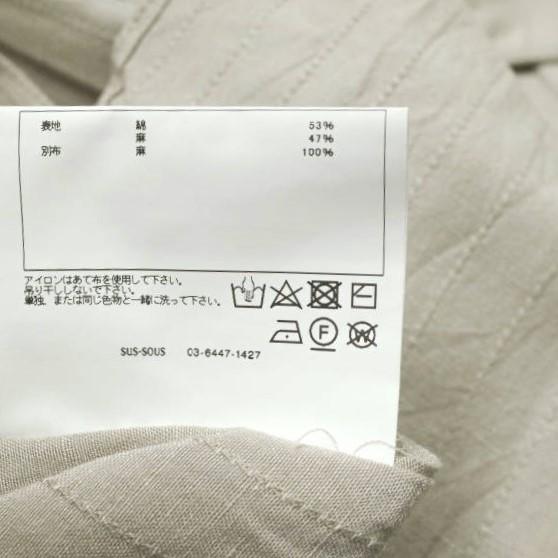 表地 綿 53%
麻 47%
別布 麻 100%
アイロンはあて布を使用して下さい。
吊り干ししないで下さい。
単独、または同じ色物と一緒に洗って下さい。
F
W
sus-sous 03-6447-1427